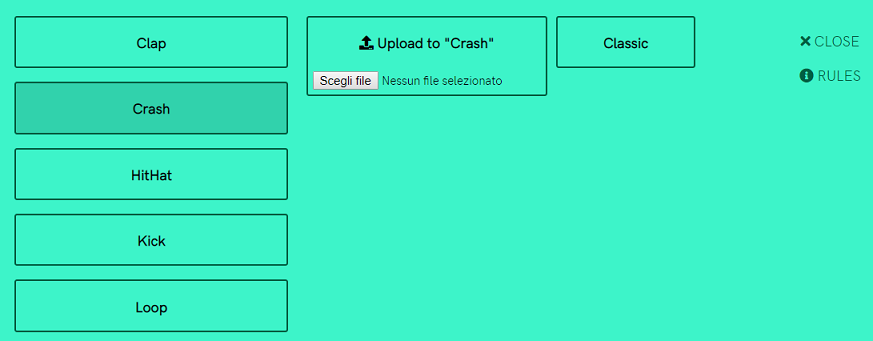 Clap
Crash
HitHat
Kick
Loop
Upload to "Crash"
Scegli file Nessun file selezionato
Classic
CLOSE
RULES